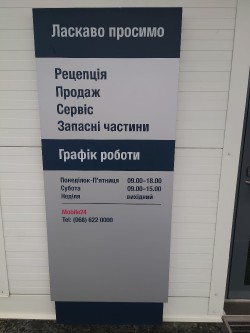 Ласкаво просимо
Рецепція
Продаж
Сервіс
Запасні частини
Графік роботи
Понеділок-П'ятниця 09.00-18.00
Субота 09.00-15.00
Неділя вихідний
Mobilis24
Tel: (068) 622 0000